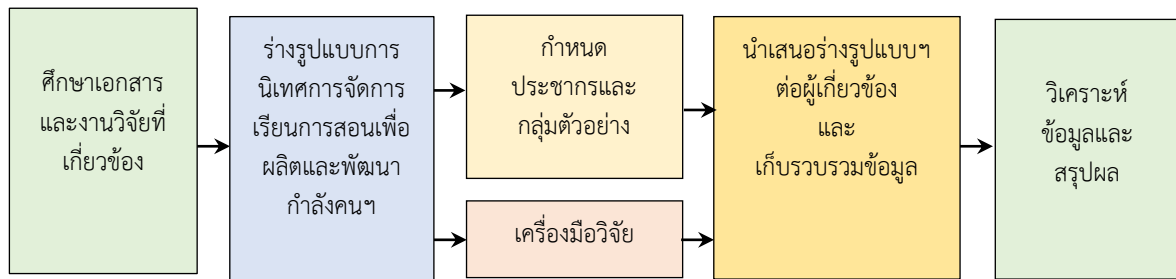 ศึกษาเอกสาร
และงานวิจัยที่
เกี่ยวข้อง
ร่างรูปแบบการ
นิเทศการจัดการ
เรียนการสอนเพื่อ
ผลิตและพัฒนา
กำลังคนฯ
กำหนด
ประชากรและ
กลุ่มตัวอย่าง
เครื่องมือวิจัย
นำเสนอร่างรูปแบบฯ
ต่อผู้เกี่ยวข้อง
และ
เก็บรวบรวมข้อมูล
วิเคราะห์
ข้อมูลและ
สรุปผล